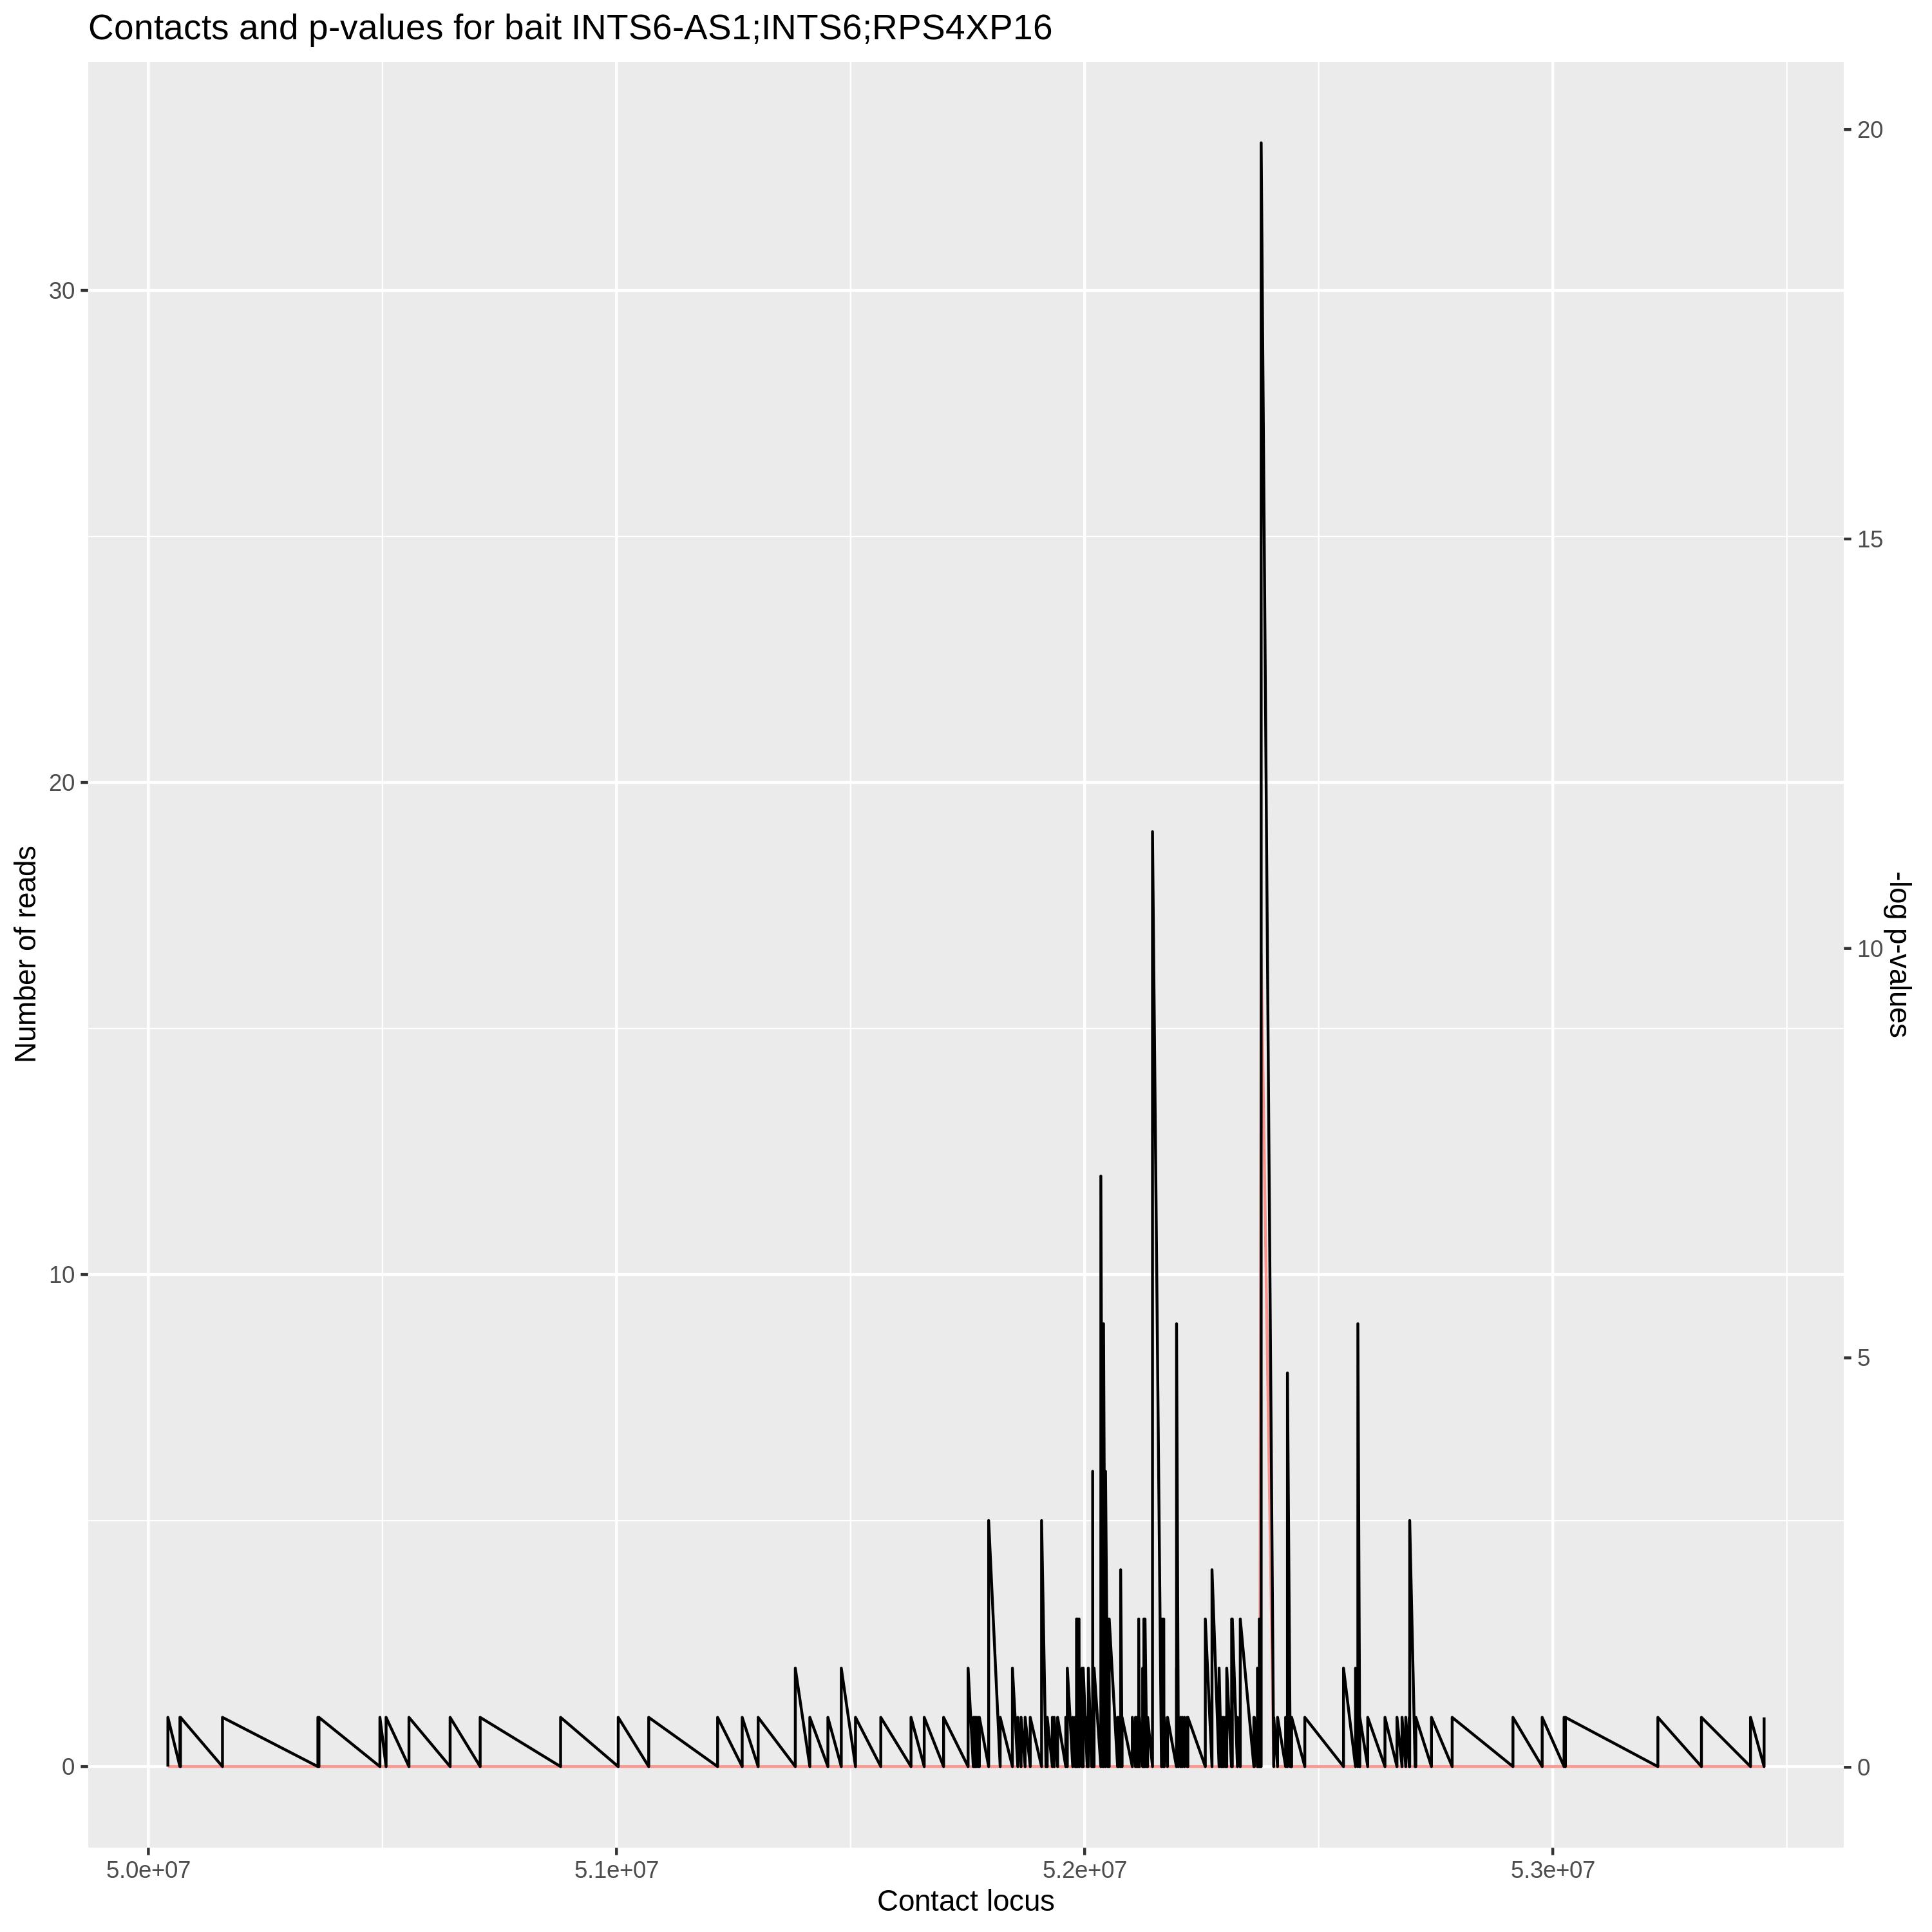 Contacts and p-values for bait INTS6-AS1;INTS6;RPS4XP16
30
20
10
0
Number of reads
20
15
10
5
0
-log p-values
5.0e+07
5.1e+07
5.2e+07
5.3e+07
Contact locus